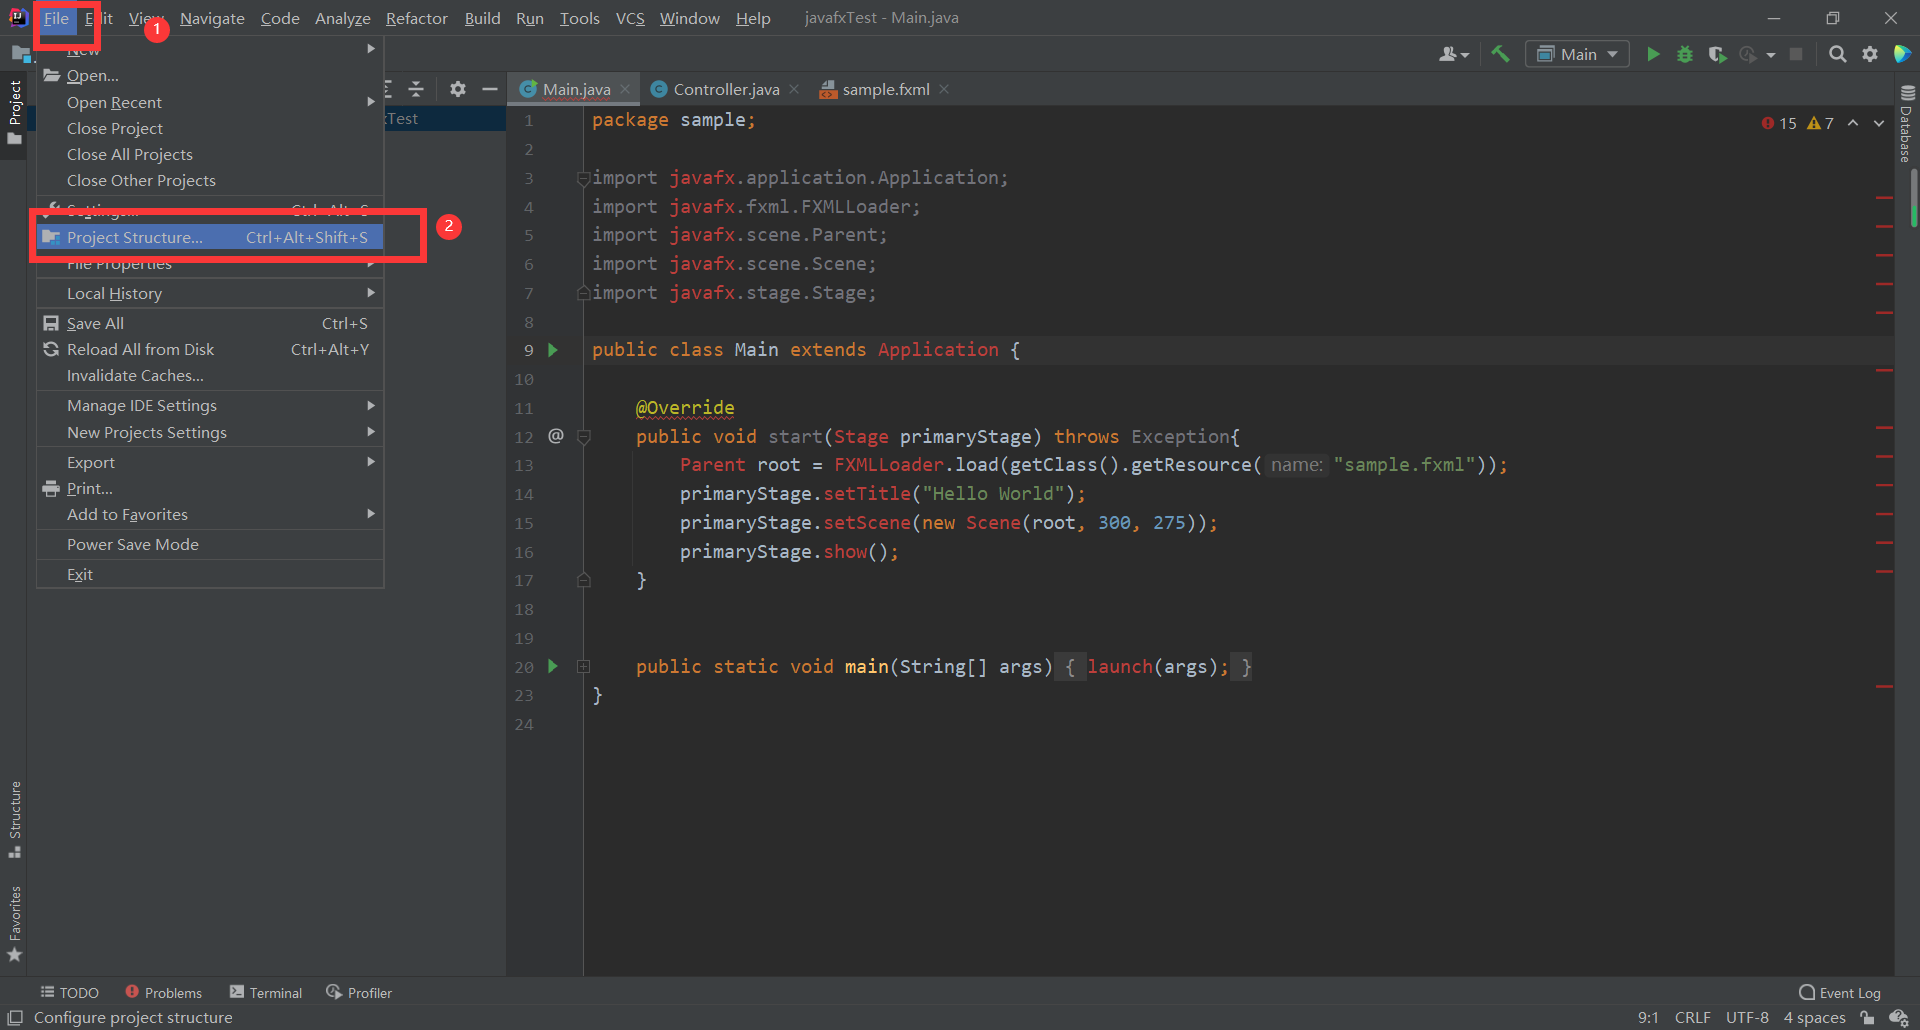 File Edit View Navigate Code Analyze Refactor Build Run Tools VCS Window Help javafxTest - Main.java
1
Main
New
Open...
Open Recent
Close Project
Close All Projects
Close Other Projects
Settings... Ctrl+Alt+S
Project Structure... Ctrl+Alt+Shift+S
2
File Properties
Local History
Save All Ctrl+S
Reload All from Disk Ctrl+Alt+Y
Invalidate Caches...
Manage IDE Settings
New Projects Settings
Export
Print...
Add to Favorites
Power Save Mode
Exit
Project
Structure
Favorites
Test
Main.java Controller.java sample.fxml
15 7
Database
1 package sample;
2
3 import javafx.application.Application;
4 import javafx.fxml.FXMLLoader;
5 import javafx.scene.Parent;
6 import javafx.scene.Scene;
7 import javafx.stage.Stage;
8
9 public class Main extends Application {
10
11 @Override
12 @ public void start(Stage primaryStage) throws Exception{
13 Parent root = FXMLLoader.load(getClass().getResource( name: "sample.fxml"));
14 primaryStage.setTitle("Hello World");
15 primaryStage.setScene(new Scene(root, 300, 275));
16 primaryStage.show();
17 }
18
19
20 public static void main(String[] args) { launch(args); }
23 }
24
TODO Problems Terminal Profiler Event Log
Configure project structure 9:1 CRLF UTF-8 4 spaces